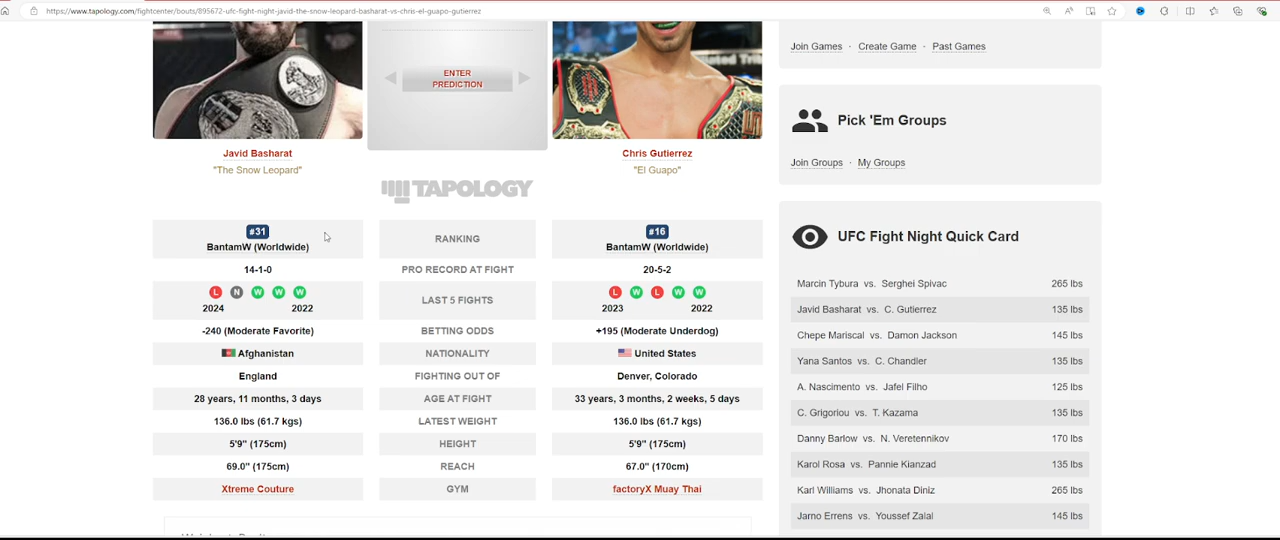 https://www.tapology.com/fightcenter/bouts/895672-ufc-fight-night-javid-the-snow-leopard-basharat-vs-chris-el-guapo-gutierrez
ENTER
PREDICTION
Javid Basharat
"The Snow Leopard"
Chris Gutierrez
"El Guapo"
TAPOLOGY
#31
BantamW (Worldwide)
RANKING
#16
BantamW (Worldwide)
14-1-0
PRO RECORD AT FIGHT
20-5-2
L N W W W
2024 2022
LAST 5 FIGHTS
L W L W W
2023 2022
-240 (Moderate Favorite)
BETTING ODDS
+195 (Moderate Underdog)
Afghanistan
NATIONALITY
United States
England
FIGHTING OUT OF
Denver, Colorado
28 years, 11 months, 3 days
AGE AT FIGHT
33 years, 3 months, 2 weeks, 5 days
136.0 lbs (61.7 kgs)
LATEST WEIGHT
136.0 lbs (61.7 kgs)
5'9" (175cm)
HEIGHT
5'9" (175cm)
69.0" (175cm)
REACH
67.0" (170cm)
Xtreme Couture
GYM
factoryX Muay Thai
Join Games · Create Game · Past Games
Pick 'Em Groups
Join Groups · My Groups
UFC Fight Night Quick Card
Marcin Tybura vs. Serghei Spivac 265 lbs
Javid Basharat vs. C. Gutierrez 135 lbs
Chepe Mariscal vs. Damon Jackson 145 lbs
Yana Santos vs. C. Chandler 135 lbs
A. Nascimento vs. Jafel Filho 125 lbs
C. Grigoriou vs. T. Kazama 135 lbs
Danny Barlow vs. N. Veretennikov 170 lbs
Karol Rosa vs. Pannie Kianzad 135 lbs
Karl Williams vs. Jhonata Diniz 265 lbs
Jarno Errens vs. Youssef Zalal 145 lbs